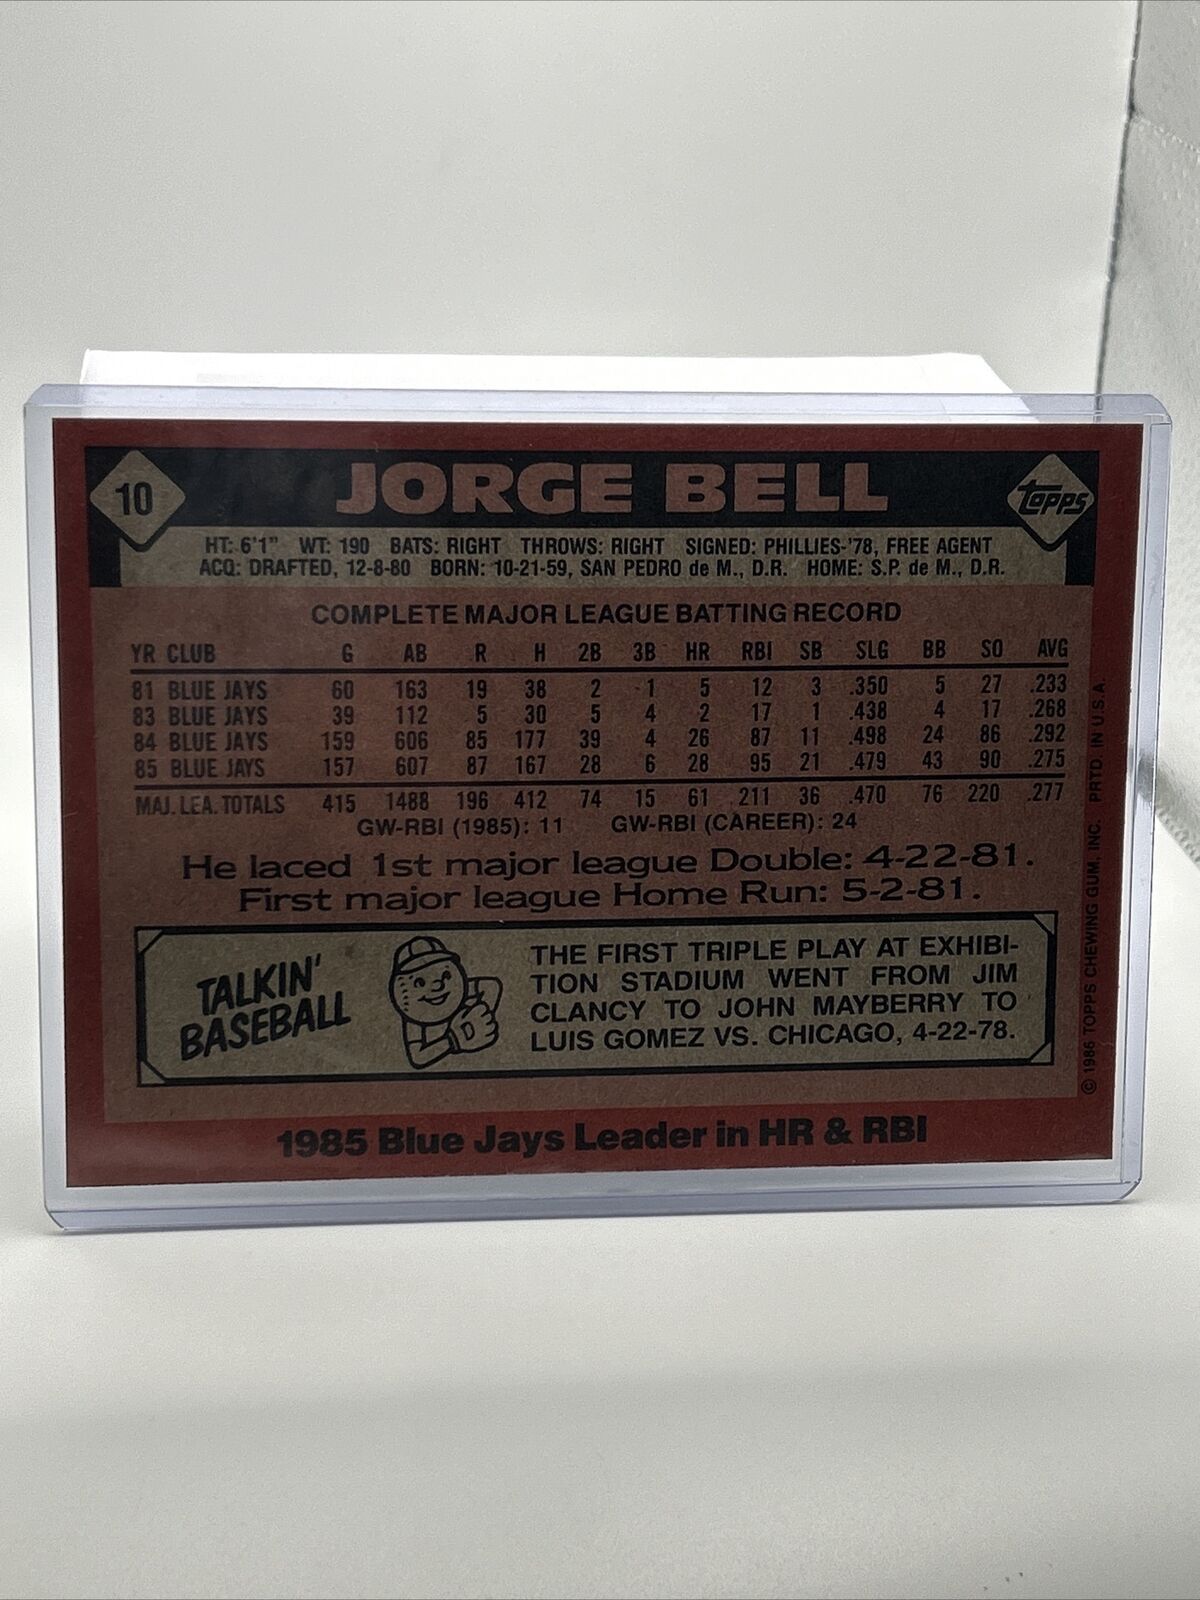 10
JORGE BELL
Topps
HT: 6'1" WT: 190 BATS: RIGHT THROWS: RIGHT SIGNED: PHILLIES-'78, FREE AGENT
ACQ: DRAFTED, 12-8-80 BORN: 10-21-59, SAN PEDRO de M., D.R. HOME: S.P. de M., D.R.
COMPLETE MAJOR LEAGUE BATTING RECORD
YR CLUB G AB R H 2B 3B HR RBI SB SLG BB SO AVG
81 BLUE JAYS 60 163 19 38 2 1 5 12 3 .350 5 27 .233
83 BLUE JAYS 39 112 5 30 5 4 2 17 1 .438 4 17 .268
84 BLUE JAYS 159 606 85 177 39 4 26 87 11 .498 24 86 .292
85 BLUE JAYS 157 607 87 167 28 6 28 95 21 .479 43 90 .275
MAJ. LEA. TOTALS 415 1488 196 412 74 15 61 211 36 .470 76 220 .277
GW-RBI (1985): 11 GW-RBI (CAREER): 24
He laced 1st major league Double: 4-22-81.
First major league Home Run: 5-2-81.
TALKIN'
BASEBALL
THE FIRST TRIPLE PLAY AT EXHIBI-
TION STADIUM WENT FROM JIM
CLANCY TO JOHN MAYBERRY TO
LUIS GOMEZ VS. CHICAGO, 4-22-78.
1985 Blue Jays Leader in HR & RBI
© 1986 TOPPS CHEWING GUM, INC. PRTD. IN U.S.A.